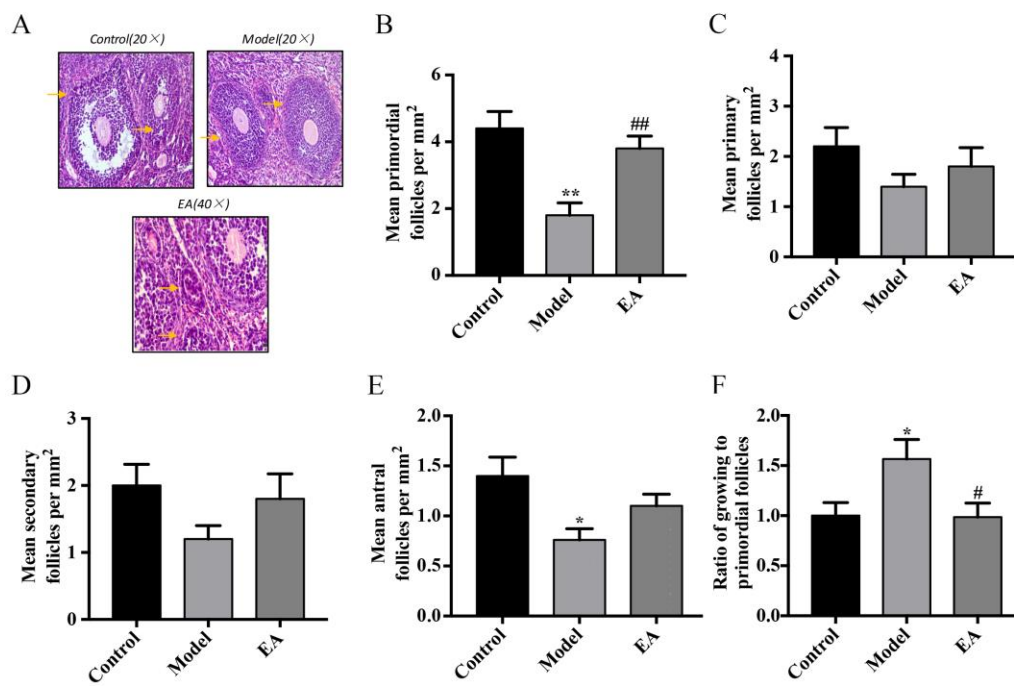 A
Control(20×)
Model(20×)
EA(40×)
B
Mean primordial
follicles per mm²
6
4
2
0
**
##
Control
Model
EA
C
Mean primary
follicles per mm²
4
3
2
1
0
Control
Model
EA
D
Mean secondary
follicles per mm²
3
2
1
0
Control
Model
EA
E
Mean antral
follicles per mm²
2.0
1.5
1.0
0.5
0.0
*
Control
Model
EA
F
Ratio of growing to
primordial follicles
2.0
1.5
1.0
0.5
0.0
*
#
Control
Model
EA